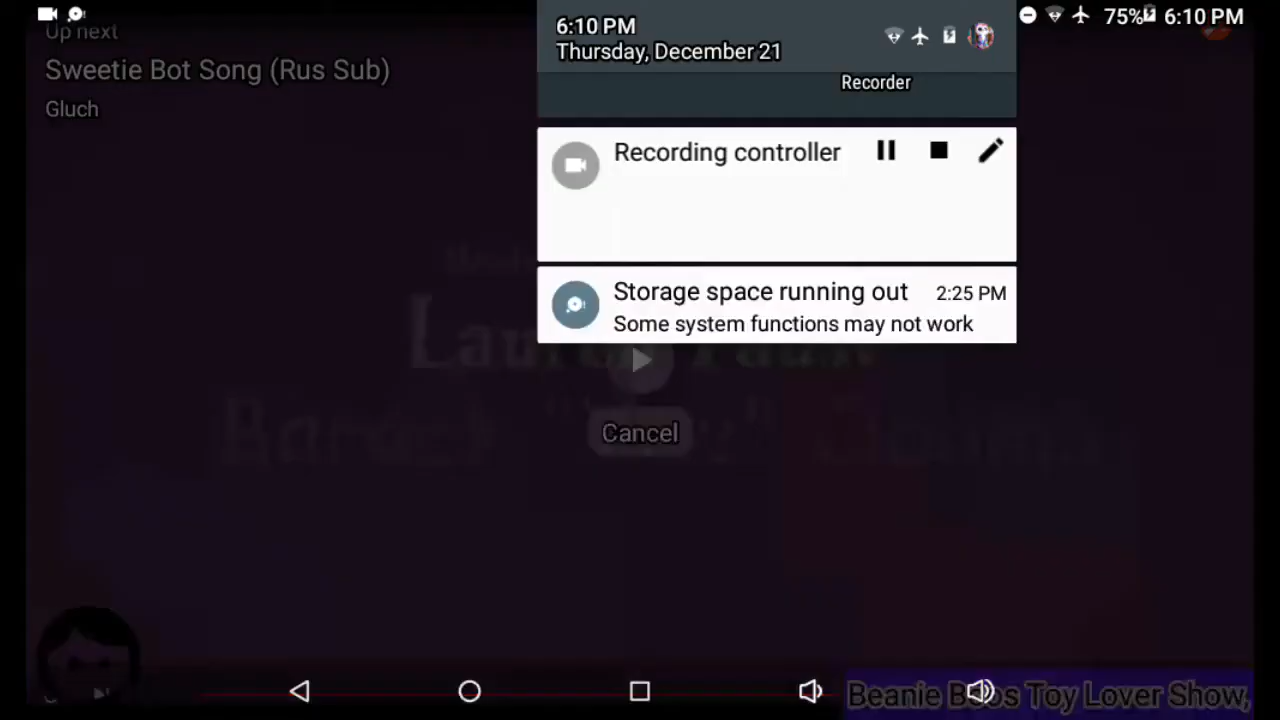 75% 6:10 PM
6:10 PM
Thursday, December 21
Up next
Sweetie Bot Song (Rus Sub)
Gluch
Recorder
Recording controller
Storage space running out 2:25 PM
Some system functions may not work
Cancel
Beanie Boos Toy Lover Show,